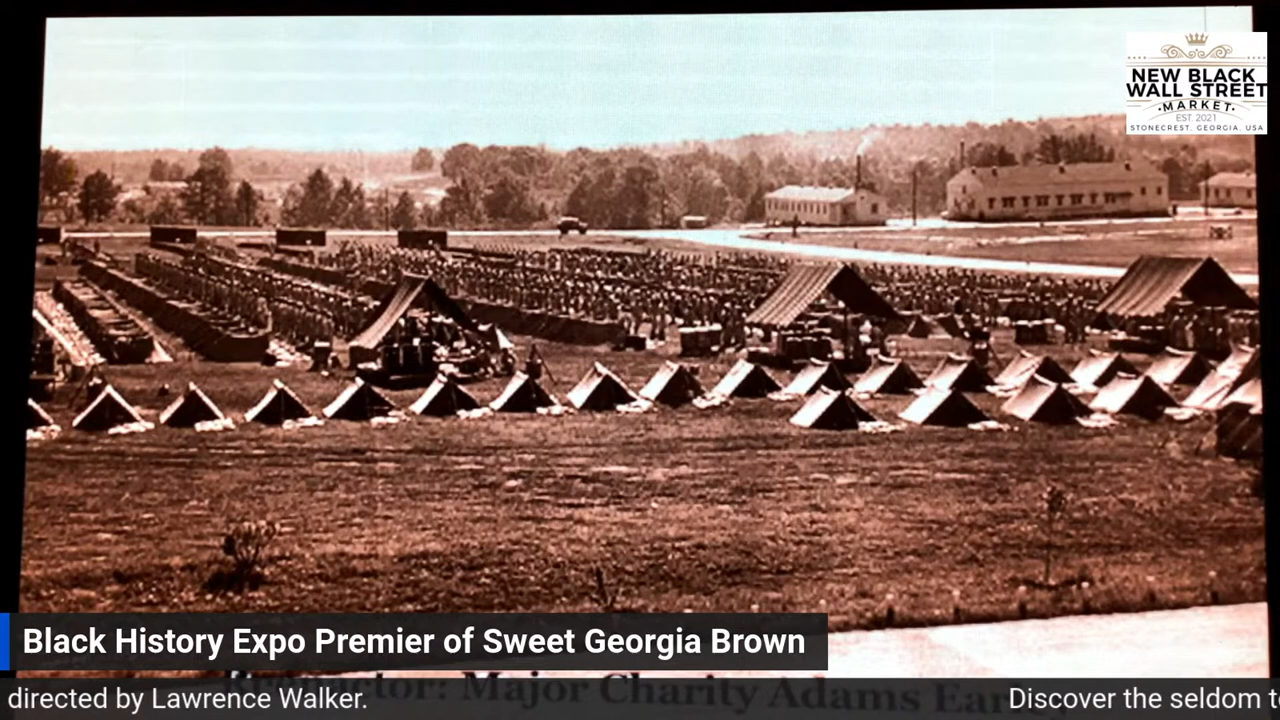 NEW BLACK
WALL STREET
·MARKET·
EST. 2021
STONECREST, GEORGIA, USA
Black History Expo Premier of Sweet Georgia Brown
Major Charity Adams
directed by Lawrence Walker.
Discover the seldom